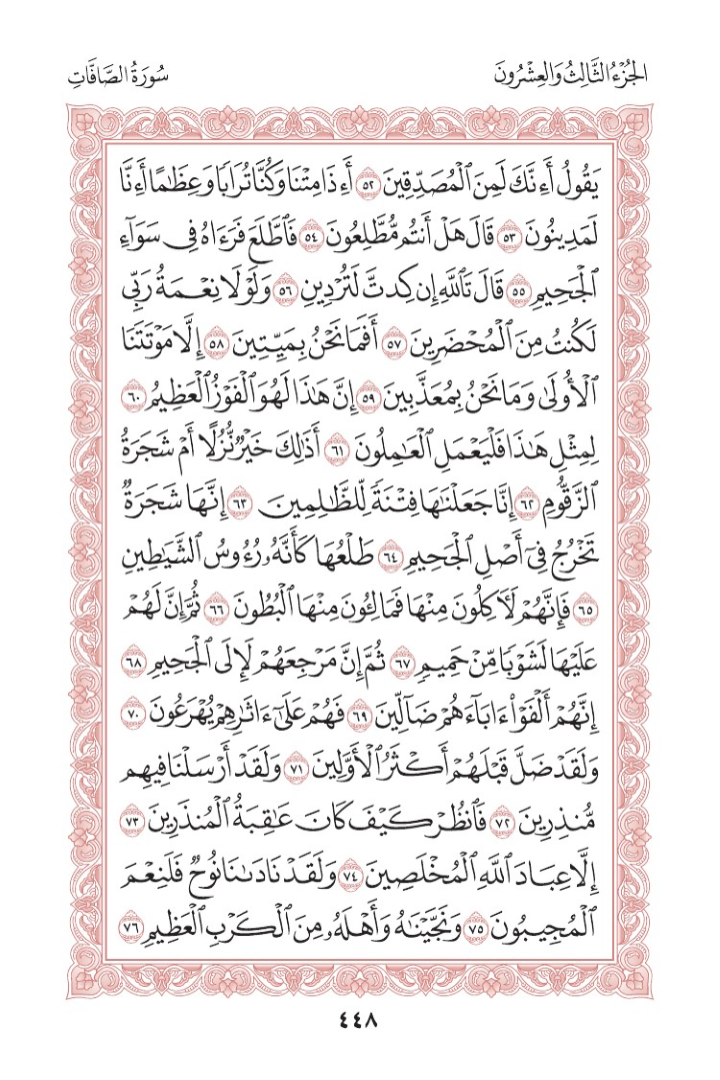 الجُزْءُ الثَّالِثُ وَالعِشْرُونَ
سُورَةُ الصَّافَّاتِ
يَقُولُ أَءِنَّكَ لَمِنَ ٱلْمُصَدِّقِينَ ٥٢ أَءِذَا مِتْنَا وَكُنَّا تُرَابًا وَعِظَٰمًا أَءِنَّا
لَمَدِينُونَ ٥٣ قَالَ هَلْ أَنتُم مُّطَّلِعُونَ ٥٤ فَٱطَّلَعَ فَرَءَاهُ فِى سَوَآءِ
ٱلْجَحِيمِ ٥٥ قَالَ تَٱللَّهِ إِن كِدتَّ لَتُرْدِينِ ٥٦ وَلَوْلَا نِعْمَةُ رَبِّى
لَكُنتُ مِنَ ٱلْمُحْضَرِينَ ٥٧ أَفَمَا نَحْنُ بِمَيِّتِينَ ٥٨ إِلَّا مَوْتَتَنَا
ٱلْأُولَىٰ وَمَا نَحْنُ بِمُعَذَّبِينَ ٥٩ إِنَّ هَٰذَا لَهُوَ ٱلْفَوْزُ ٱلْعَظِيمُ ٦٠
لِمِثْلِ هَٰذَا فَلْيَعْمَلِ ٱلْعَٰمِلُونَ ٦١ أَذَٰلِكَ خَيْرٌ نُّزُلًا أَمْ شَجَرَةُ
ٱلزَّقُّومِ ٦٢ إِنَّا جَعَلْنَٰهَا فِتْنَةً لِّلظَّٰلِمِينَ ٦٣ إِنَّهَا شَجَرَةٌ
تَخْرُجُ فِىٓ أَصْلِ ٱلْجَحِيمِ ٦٤ طَلْعُهَا كَأَنَّهُۥ رُءُوسُ ٱلشَّيَٰطِينِ
٦٥ فَإِنَّهُمْ لَءَاكِلُونَ مِنْهَا فَمَالِـُٔونَ مِنْهَا ٱلْبُطُونَ ٦٦ ثُمَّ إِنَّ لَهُمْ
عَلَيْهَا لَشَوْبًا مِّنْ حَمِيمٍ ٦٧ ثُمَّ إِنَّ مَرْجِعَهُمْ لَإِلَى ٱلْجَحِيمِ ٦٨
إِنَّهُمْ أَلْفَوْا۟ ءَابَآءَهُمْ ضَآلِّينَ ٦٩ فَهُمْ عَلَىٰٓ ءَاثَٰرِهِمْ يُهْرَعُونَ ٧٠
وَلَقَدْ ضَلَّ قَبْلَهُمْ أَكْثَرُ ٱلْأَوَّلِينَ ٧١ وَلَقَدْ أَرْسَلْنَا فِيهِم
مُّنذِرِينَ ٧٢ فَٱنظُرْ كَيْفَ كَانَ عَٰقِبَةُ ٱلْمُنذَرِينَ ٧٣
إِلَّا عِبَادَ ٱللَّهِ ٱلْمُخْلَصِينَ ٧٤ وَلَقَدْ نَادَىٰنَا نُوحٌ فَلَنِعْمَ
ٱلْمُجِيبُونَ ٧٥ وَنَجَّيْنَٰهُ وَأَهْلَهُۥ مِنَ ٱلْكَرْبِ ٱلْعَظِيمِ ٧٦
٤٤٨